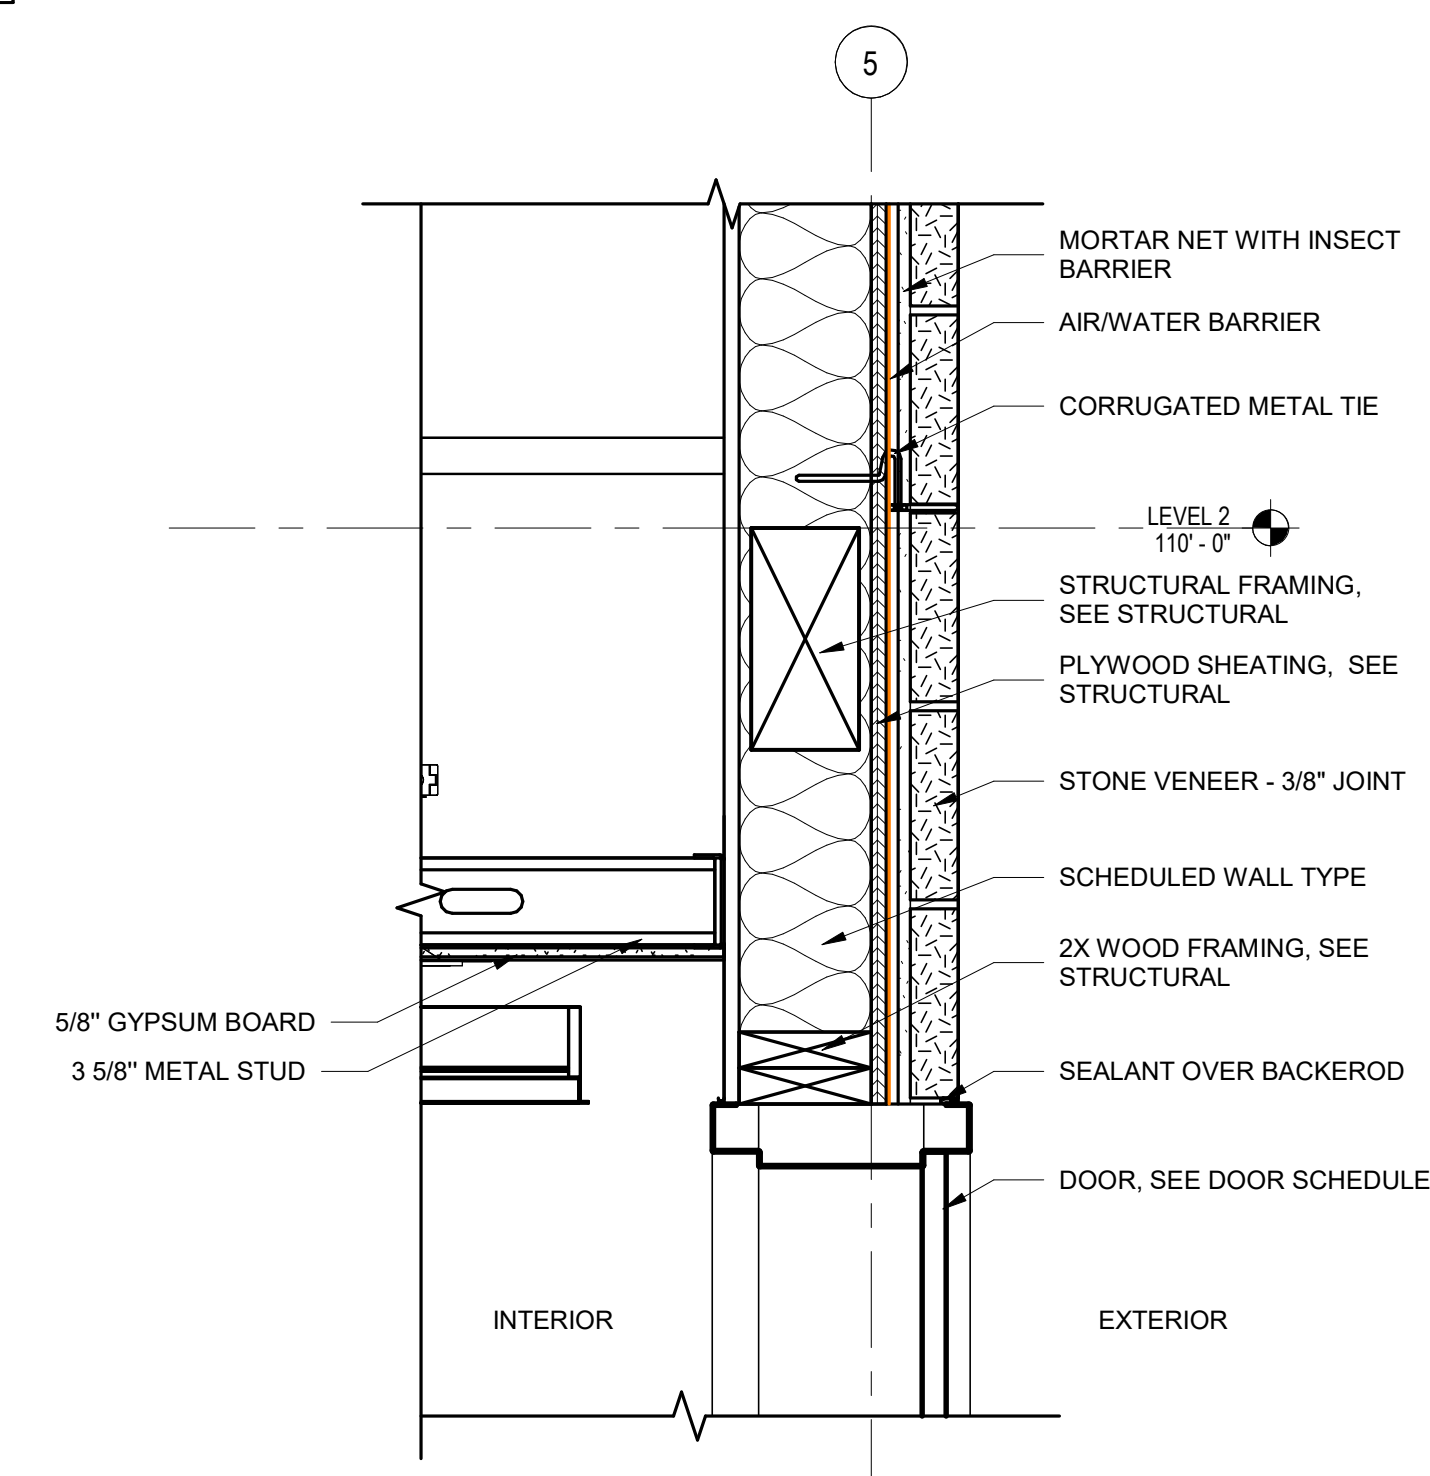 5
MORTAR NET WITH INSECT
BARRIER
AIR/WATER BARRIER
CORRUGATED METAL TIE
LEVEL 2
110' - 0"
STRUCTURAL FRAMING,
SEE STRUCTURAL
PLYWOOD SHEATING, SEE
STRUCTURAL
STONE VENEER - 3/8" JOINT
SCHEDULED WALL TYPE
2X WOOD FRAMING, SEE
STRUCTURAL
5/8" GYPSUM BOARD
3 5/8" METAL STUD
SEALANT OVER BACKEROD
DOOR, SEE DOOR SCHEDULE
INTERIOR
EXTERIOR